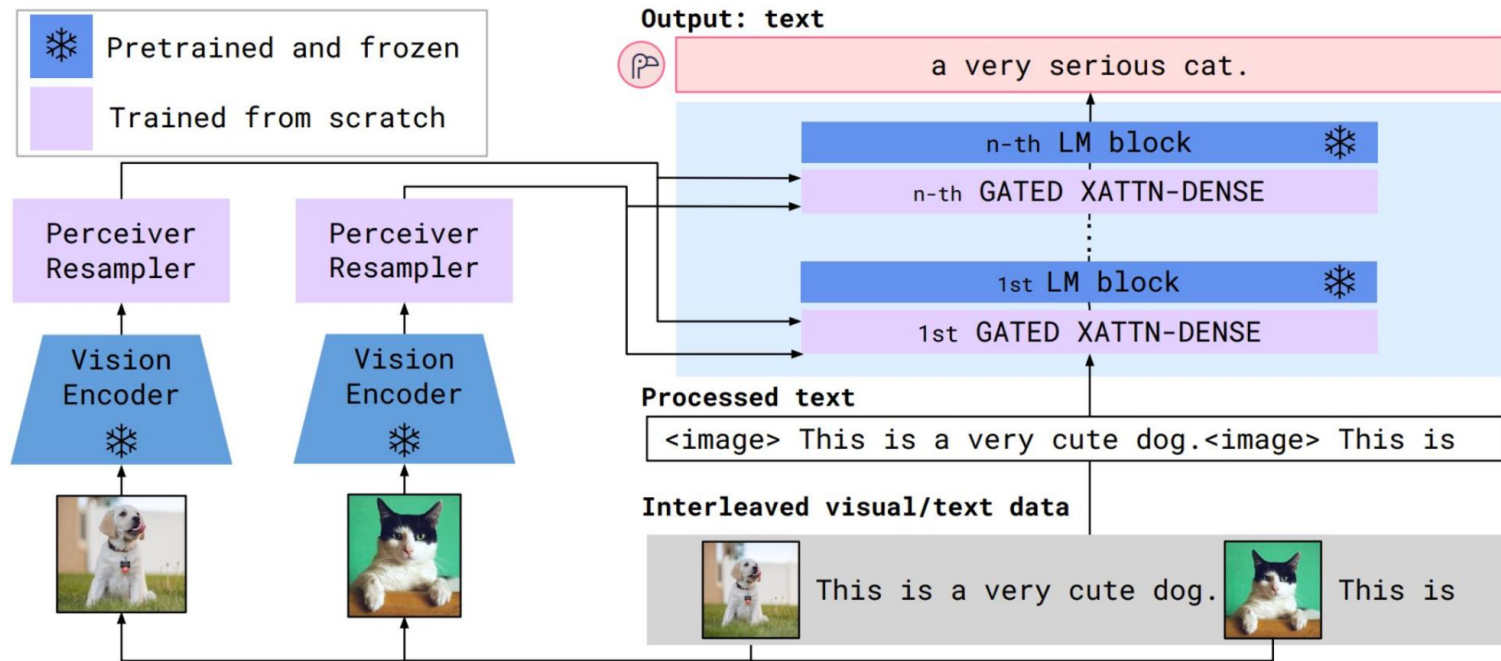 Pretrained and frozen
Trained from scratch
Perceiver
Resampler
Vision
Encoder
Perceiver
Resampler
Vision
Encoder
Output: text
a very serious cat.
n-th LM block
n-th GATED XATTN-DENSE
1st LM block
1st GATED XATTN-DENSE
Processed text
<image> This is a very cute dog.<image> This is
Interleaved visual/text data
This is a very cute dog. This is